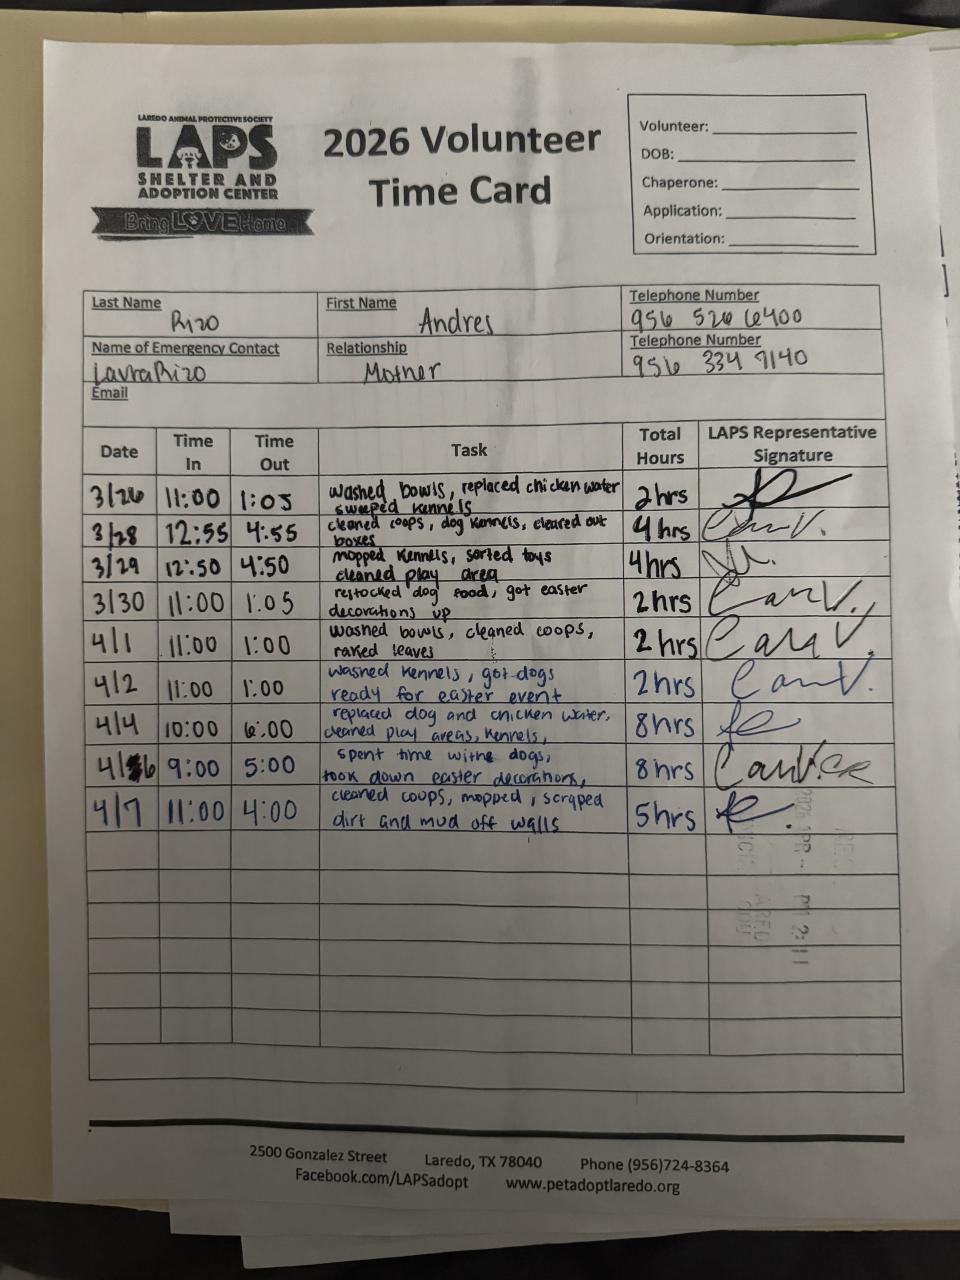 LAREDO ANIMAL PROTECTIVE SOCIETY
LAPS
SHELTER AND
ADOPTION CENTER
Bring LOVE Home
2026 Volunteer
Time Card
Volunteer:
DOB:
Chaperone:
Application:
Orientation:
Last Name First Name Telephone Number
Rizo Andres 956 526 6400
Name of Emergency Contact Relationship Telephone Number
Laura Rizo Mother 956 334 7140
Email
Date Time In Time Out Task Total Hours LAPS Representative Signature
3/26 11:00 1:05 washed bowls, replaced chicken water 2hrs
sweeped kennels
3/28 12:55 4:55 cleaned coops, dog kennels, cleared out 4hrs
boxes
3/29 12:50 4:50 mopped kennels, sorted toys 4hrs
cleaned play area
3/30 11:00 1:05 restocked dog food, got easter 2hrs
decorations up
4/1 11:00 1:00 washed bowls, cleaned coops, 2hrs
raked leaves
4/2 11:00 1:00 washed kennels, got dogs 2hrs
ready for easter event
4/4 10:00 6:00 replaced dog and chicken water, 8hrs
cleaned play areas, kennels,
4/6 9:00 5:00 spent time withe dogs, 8hrs
took down easter decorations,
4/7 11:00 4:00 cleaned coops, mopped, scraped 5hrs
dirt and mud off walls
2500 Gonzalez Street Laredo, TX 78040 Phone (956)724-8364
Facebook.com/LAPSadopt www.petadoptlaredo.org